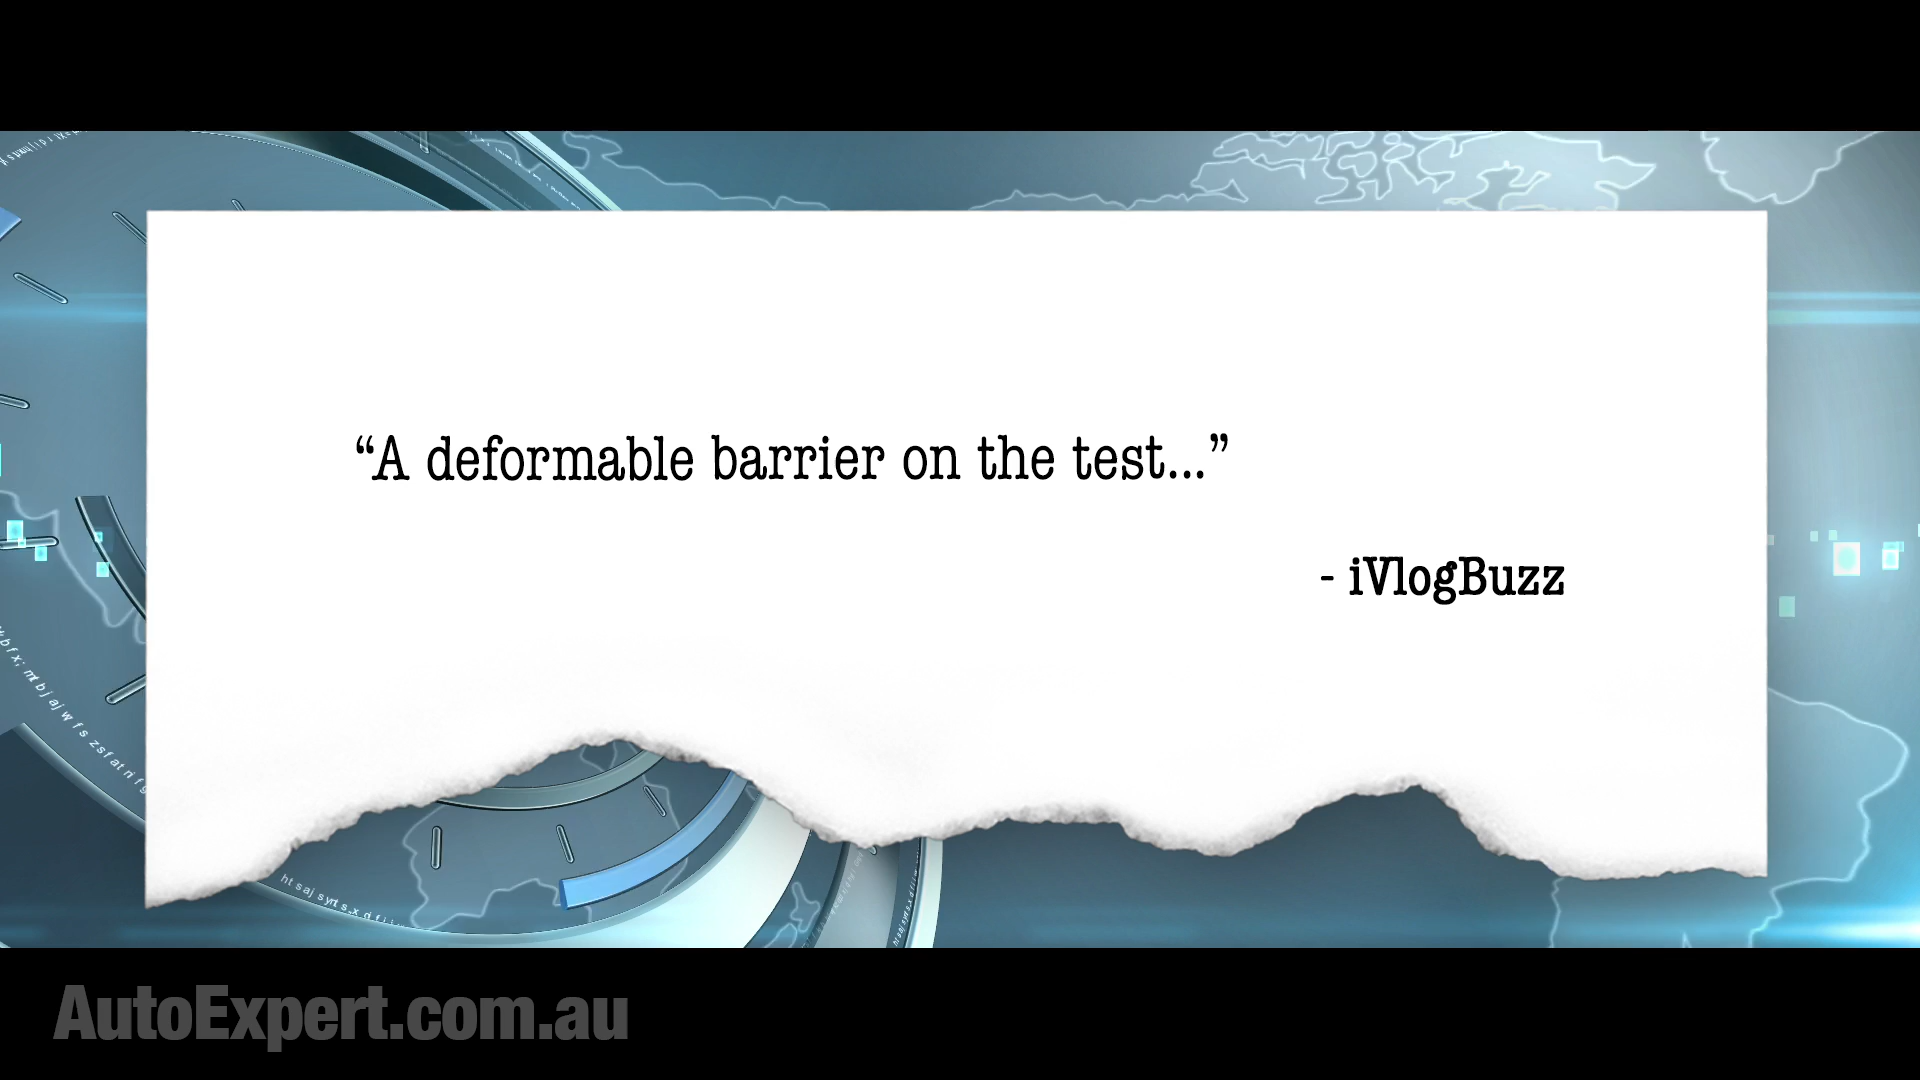 “A deformable barrier on the test...”
- iVlogBuzz
AutoExpert.com.au